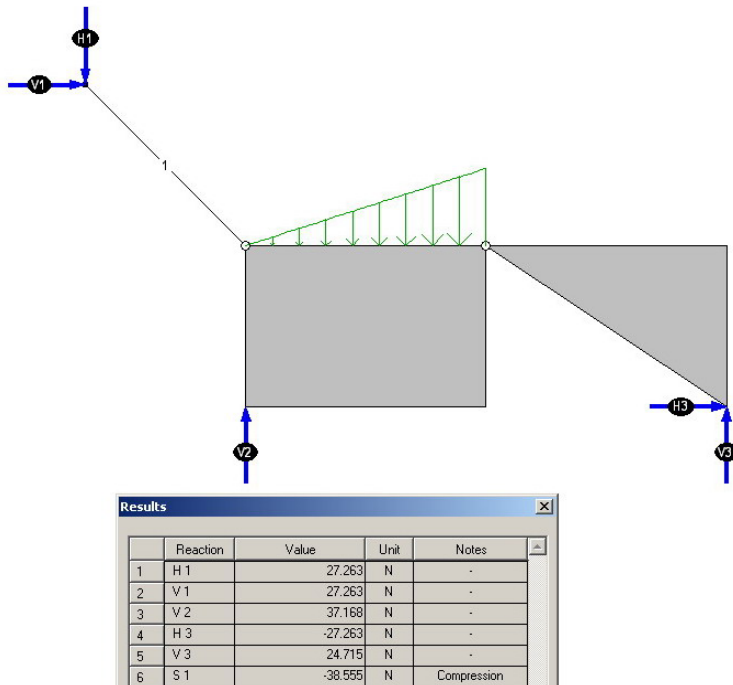 H1
V1
1
H3
V2
V3
Results
Reaction Value Unit Notes
1 H 1 27.263 N -
2 V 1 27.263 N -
3 V 2 37.168 N -
4 H 3 -27.263 N -
5 V 3 24.715 N -
6 S 1 -38.555 N Compression